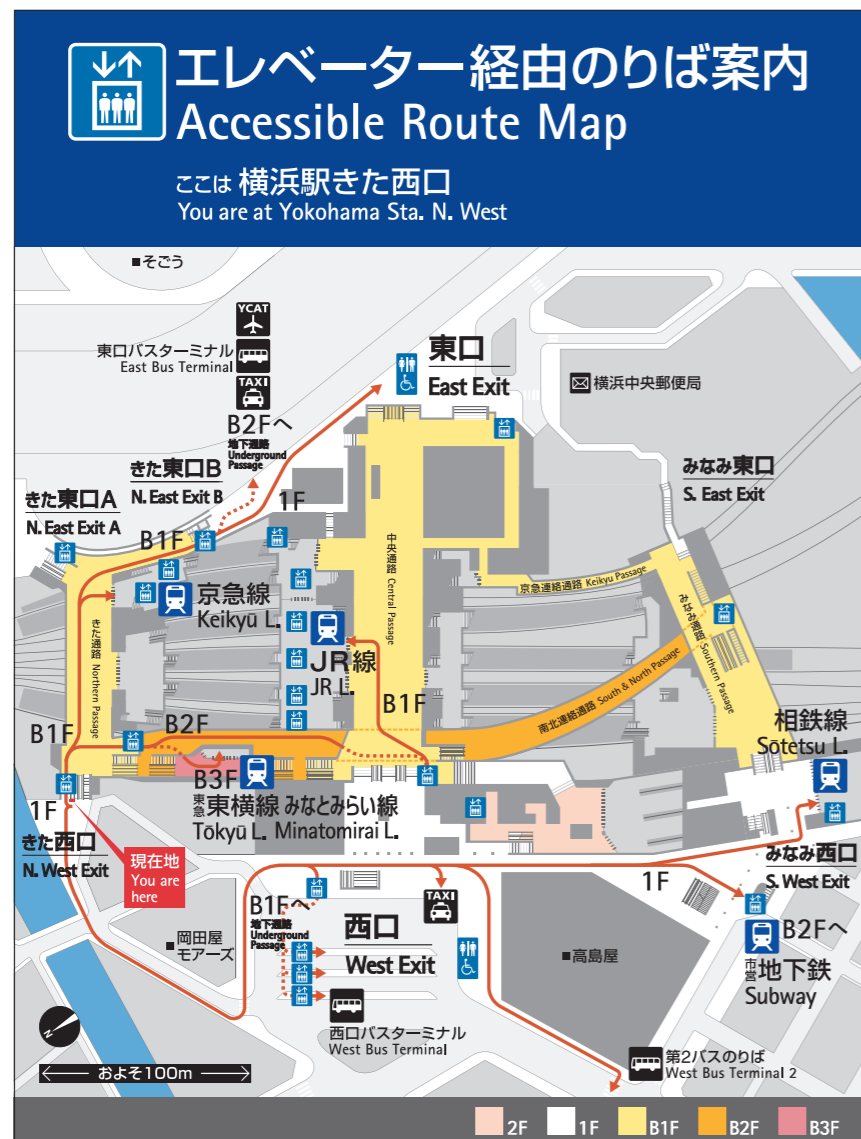 エレベーター経由のりば案内
Accessible Route Map
ここは 横浜駅きた西口
You are at Yokohama Sta. N. West
■そごう
YCAT
東口バスターミナル
East Bus Terminal
TAXI
B2Fへ
地下通路
Underground
Passage
東口
East Exit
横浜中央郵便局
きた東口B
N. East Exit B
きた東口A
N. East Exit A
みなみ東口
S. East Exit
1F
B1F
中央通路 Central Passage
京急連絡通路 Keikyu Passage
みなみ通路 Southern Passage
京急線
Keikyū L.
きた通路 Northern Passage
JR線
JR L.
B1F
南北連絡通路 South & North Passage
B2F
B1F
相鉄線
Sōtetsu L.
B3F
東急東横線 みなとみらい線
Tōkyū L. Minatomirai L.
1F
きた西口
N. West Exit
現在地
You are
here
みなみ西口
S. West Exit
1F
TAXI
B1Fへ
地下通路
Underground
Passage
西口
West Exit
■岡田屋
モアーズ
■高島屋
B2Fへ
市営地下鉄
Subway
西口バスターミナル
West Bus Terminal
第2バスのりば
West Bus Terminal 2
N
およそ100m
2F 1F B1F B2F B3F